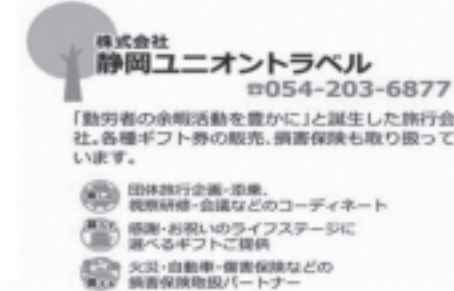 株式会社
静岡ユニオントラベル
☎054-203-6877
「勤労者の余暇活動を豊かに」と誕生した旅行会
社。各種ギフト券の販売、損害保険も取り扱って
います。
団体旅行企画・添乗、
視察研修・会議などのコーディネート
感謝・お祝いのライフステージに
選べるギフトご提供
火災・自動車・傷害保険などの
損害保険取扱パートナー